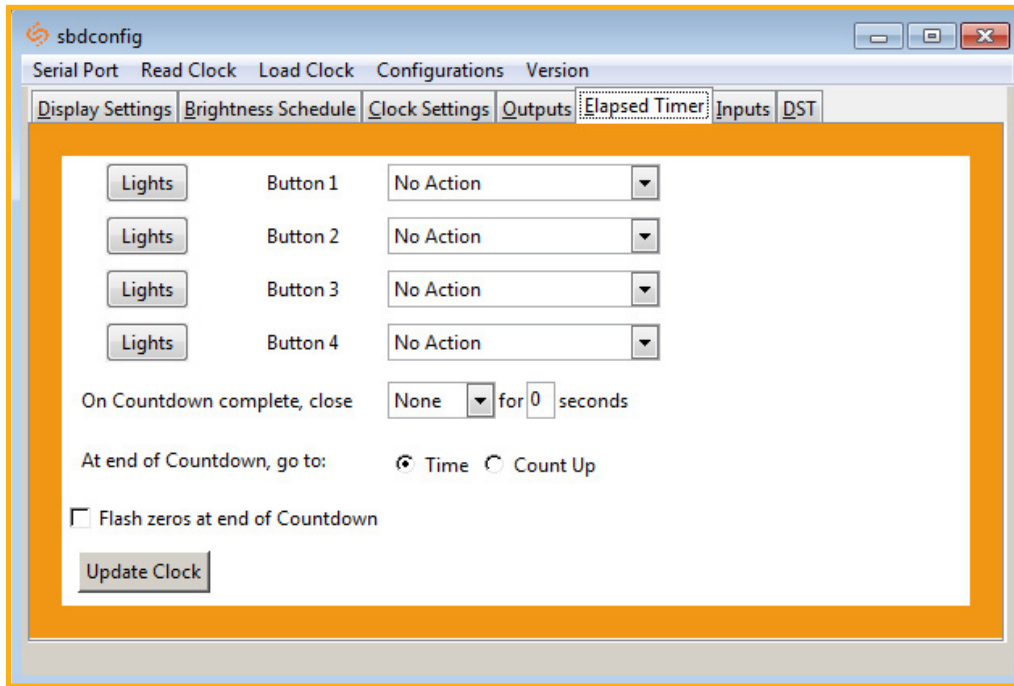 sbdconfig
Serial Port Read Clock Load Clock Configurations Version
Display Settings Brightness Schedule Clock Settings Outputs Elapsed Timer Inputs DST
Lights Button 1 No Action
Lights Button 2 No Action
Lights Button 3 No Action
Lights Button 4 No Action
On Countdown complete, close None for 0 seconds
At end of Countdown, go to: Time Count Up
Flash zeros at end of Countdown
Update Clock